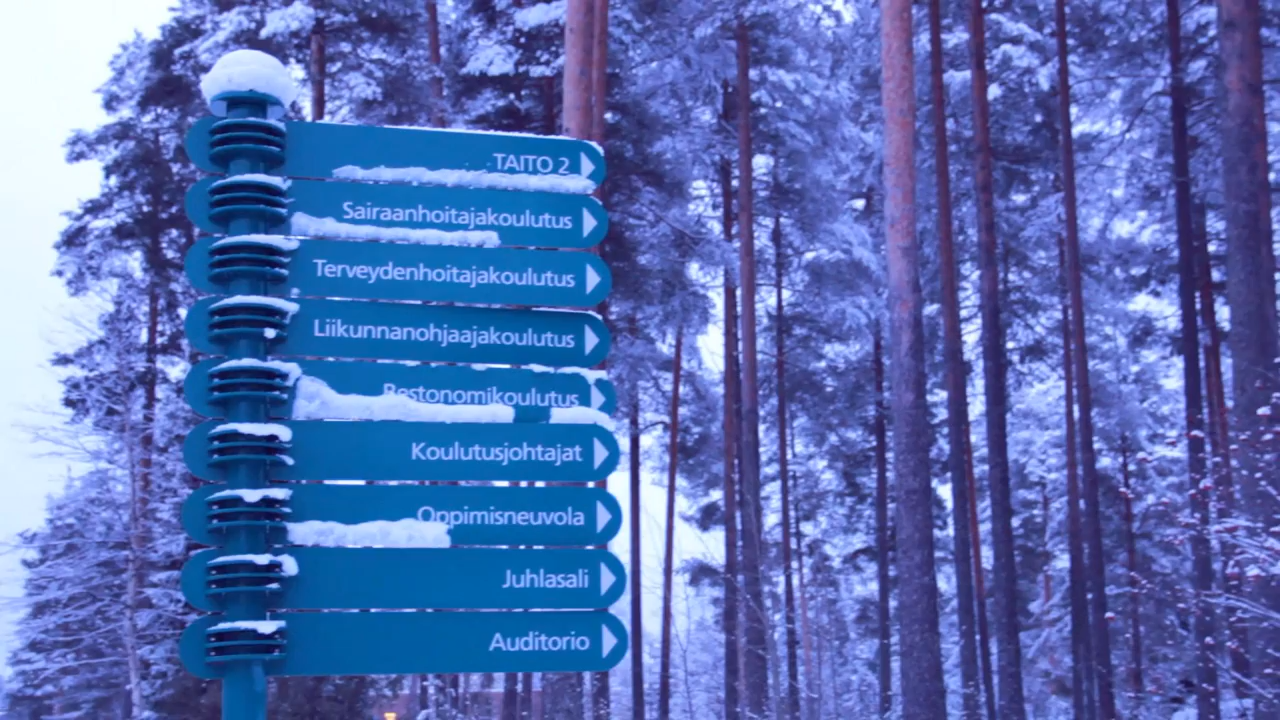 TAITO 2
Sairaanhoitajakoulutus
Terveydenhoitajakoulutus
Liikunnanohjaajakoulutus
Restonomikoulutus
Koulutusjohtajat
Oppimisneuvola
Juhlasali
Auditorio